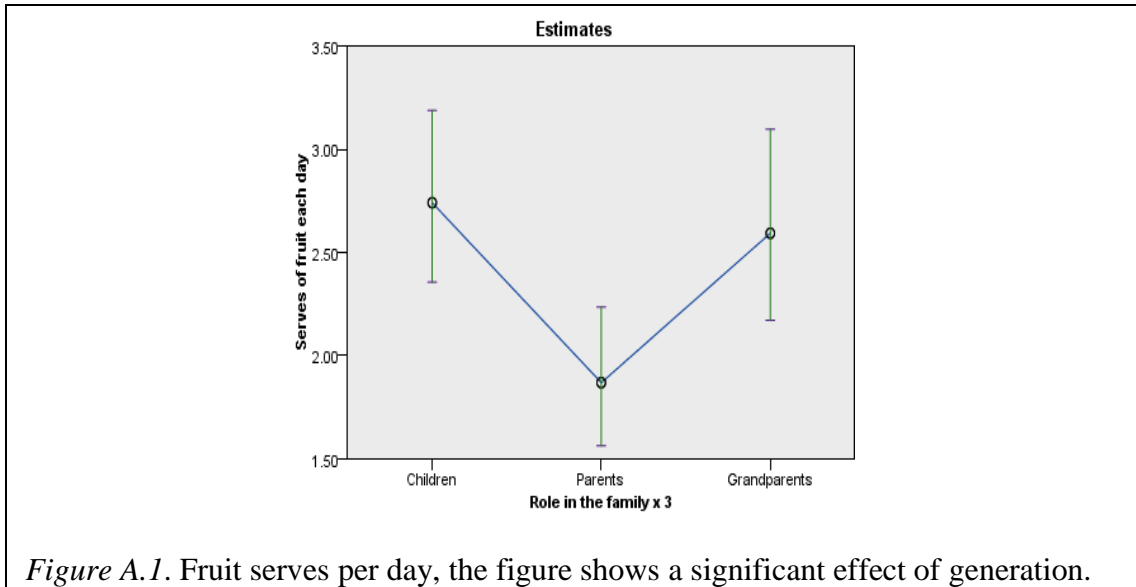 Estimates
3.50
3.00
2.50
2.00
1.50
Serves of fruit each day
Children Parents Grandparents
Role in the family x 3
Figure A.1. Fruit serves per day, the figure shows a significant effect of generation.